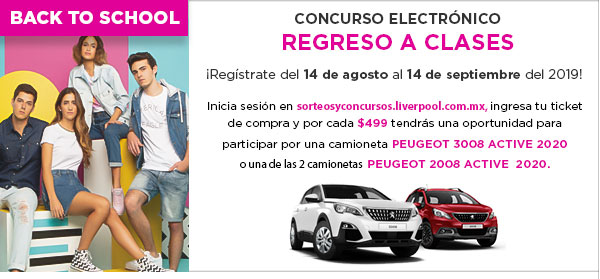 BACK TO SCHOOL
CONCURSO ELECTRÓNICO
REGRESO A CLASES
¡Regístrate del 14 de agosto al 14 de septiembre del 2019!
Inicia sesión en sorteosyconcursos.liverpool.com.mx, ingresa tu ticket
de compra y por cada $499 tendrás una oportunidad para
participar por una camioneta PEUGEOT 3008 ACTIVE 2020
o una de las 2 camionetas PEUGEOT 2008 ACTIVE 2020.